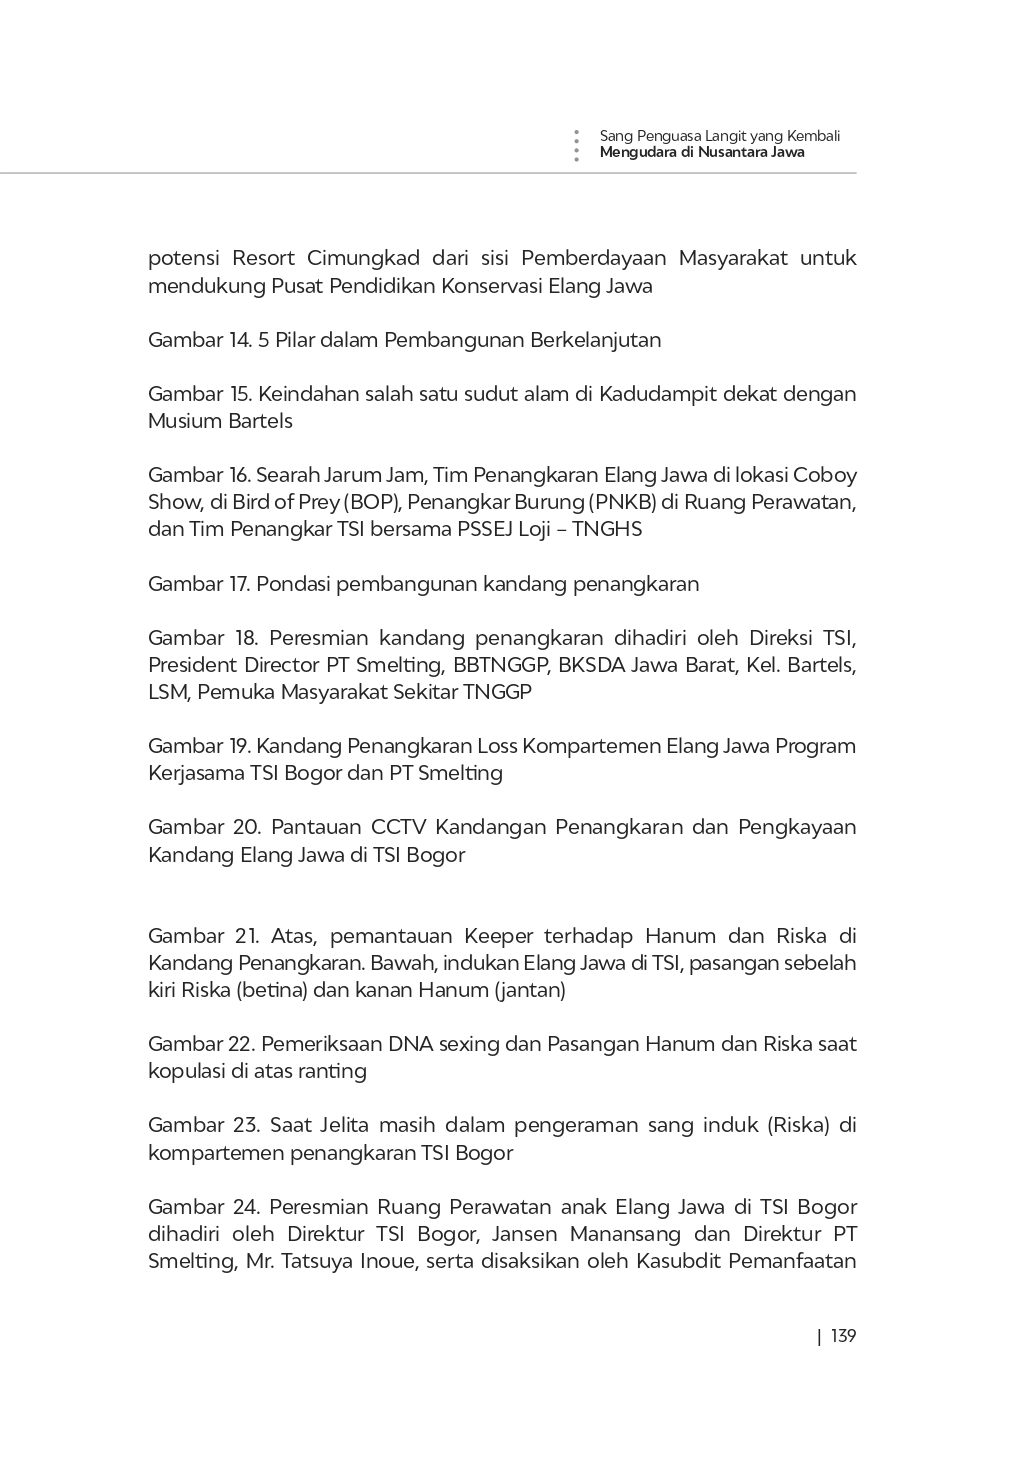 Sang Penguasa Langit yang Kembali
Mengudara di Nusantara Jawa
potensi Resort Cimungkad dari sisi Pemberdayaan Masyarakat untuk
mendukung Pusat Pendidikan Konservasi Elang Jawa
Gambar 14. 5 Pilar dalam Pembangunan Berkelanjutan
Gambar 15. Keindahan salah satu sudut alam di Kadudampit dekat dengan
Musium Bartels
Gambar 16. Searah Jarum Jam, Tim Penangkaran Elang Jawa di lokasi Coboy
Show, di Bird of Prey (BOP), Penangkar Burung (PNKB) di Ruang Perawatan,
dan Tim Penangkar TSI bersama PSSEJ Loji – TNGHS
Gambar 17. Pondasi pembangunan kandang penangkaran
Gambar 18. Peresmian kandang penangkaran dihadiri oleh Direksi TSI,
President Director PT Smelting, BBTNGGP, BKSDA Jawa Barat, Kel. Bartels,
LSM, Pemuka Masyarakat Sekitar TNGGP
Gambar 19. Kandang Penangkaran Loss Kompartemen Elang Jawa Program
Kerjasama TSI Bogor dan PT Smelting
Gambar 20. Pantauan CCTV Kandangan Penangkaran dan Pengkayaan
Kandang Elang Jawa di TSI Bogor
Gambar 21. Atas, pemantauan Keeper terhadap Hanum dan Riska di
Kandang Penangkaran. Bawah, indukan Elang Jawa di TSI, pasangan sebelah
kiri Riska (betina) dan kanan Hanum (jantan)
Gambar 22. Pemeriksaan DNA sexing dan Pasangan Hanum dan Riska saat
kopulasi di atas ranting
Gambar 23. Saat Jelita masih dalam pengeraman sang induk (Riska) di
kompartemen penangkaran TSI Bogor
Gambar 24. Peresmian Ruang Perawatan anak Elang Jawa di TSI Bogor
dihadiri oleh Direktur TSI Bogor, Jansen Manansang dan Direktur PT
Smelting, Mr. Tatsuya Inoue, serta disaksikan oleh Kasubdit Pemanfaatan
| 139